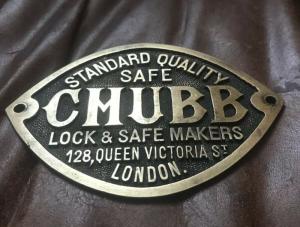 STANDARD QUALITY
SAFE
CHUBB
LOCK & SAFE MAKERS
128, QUEEN VICTORIA ST
LONDON.